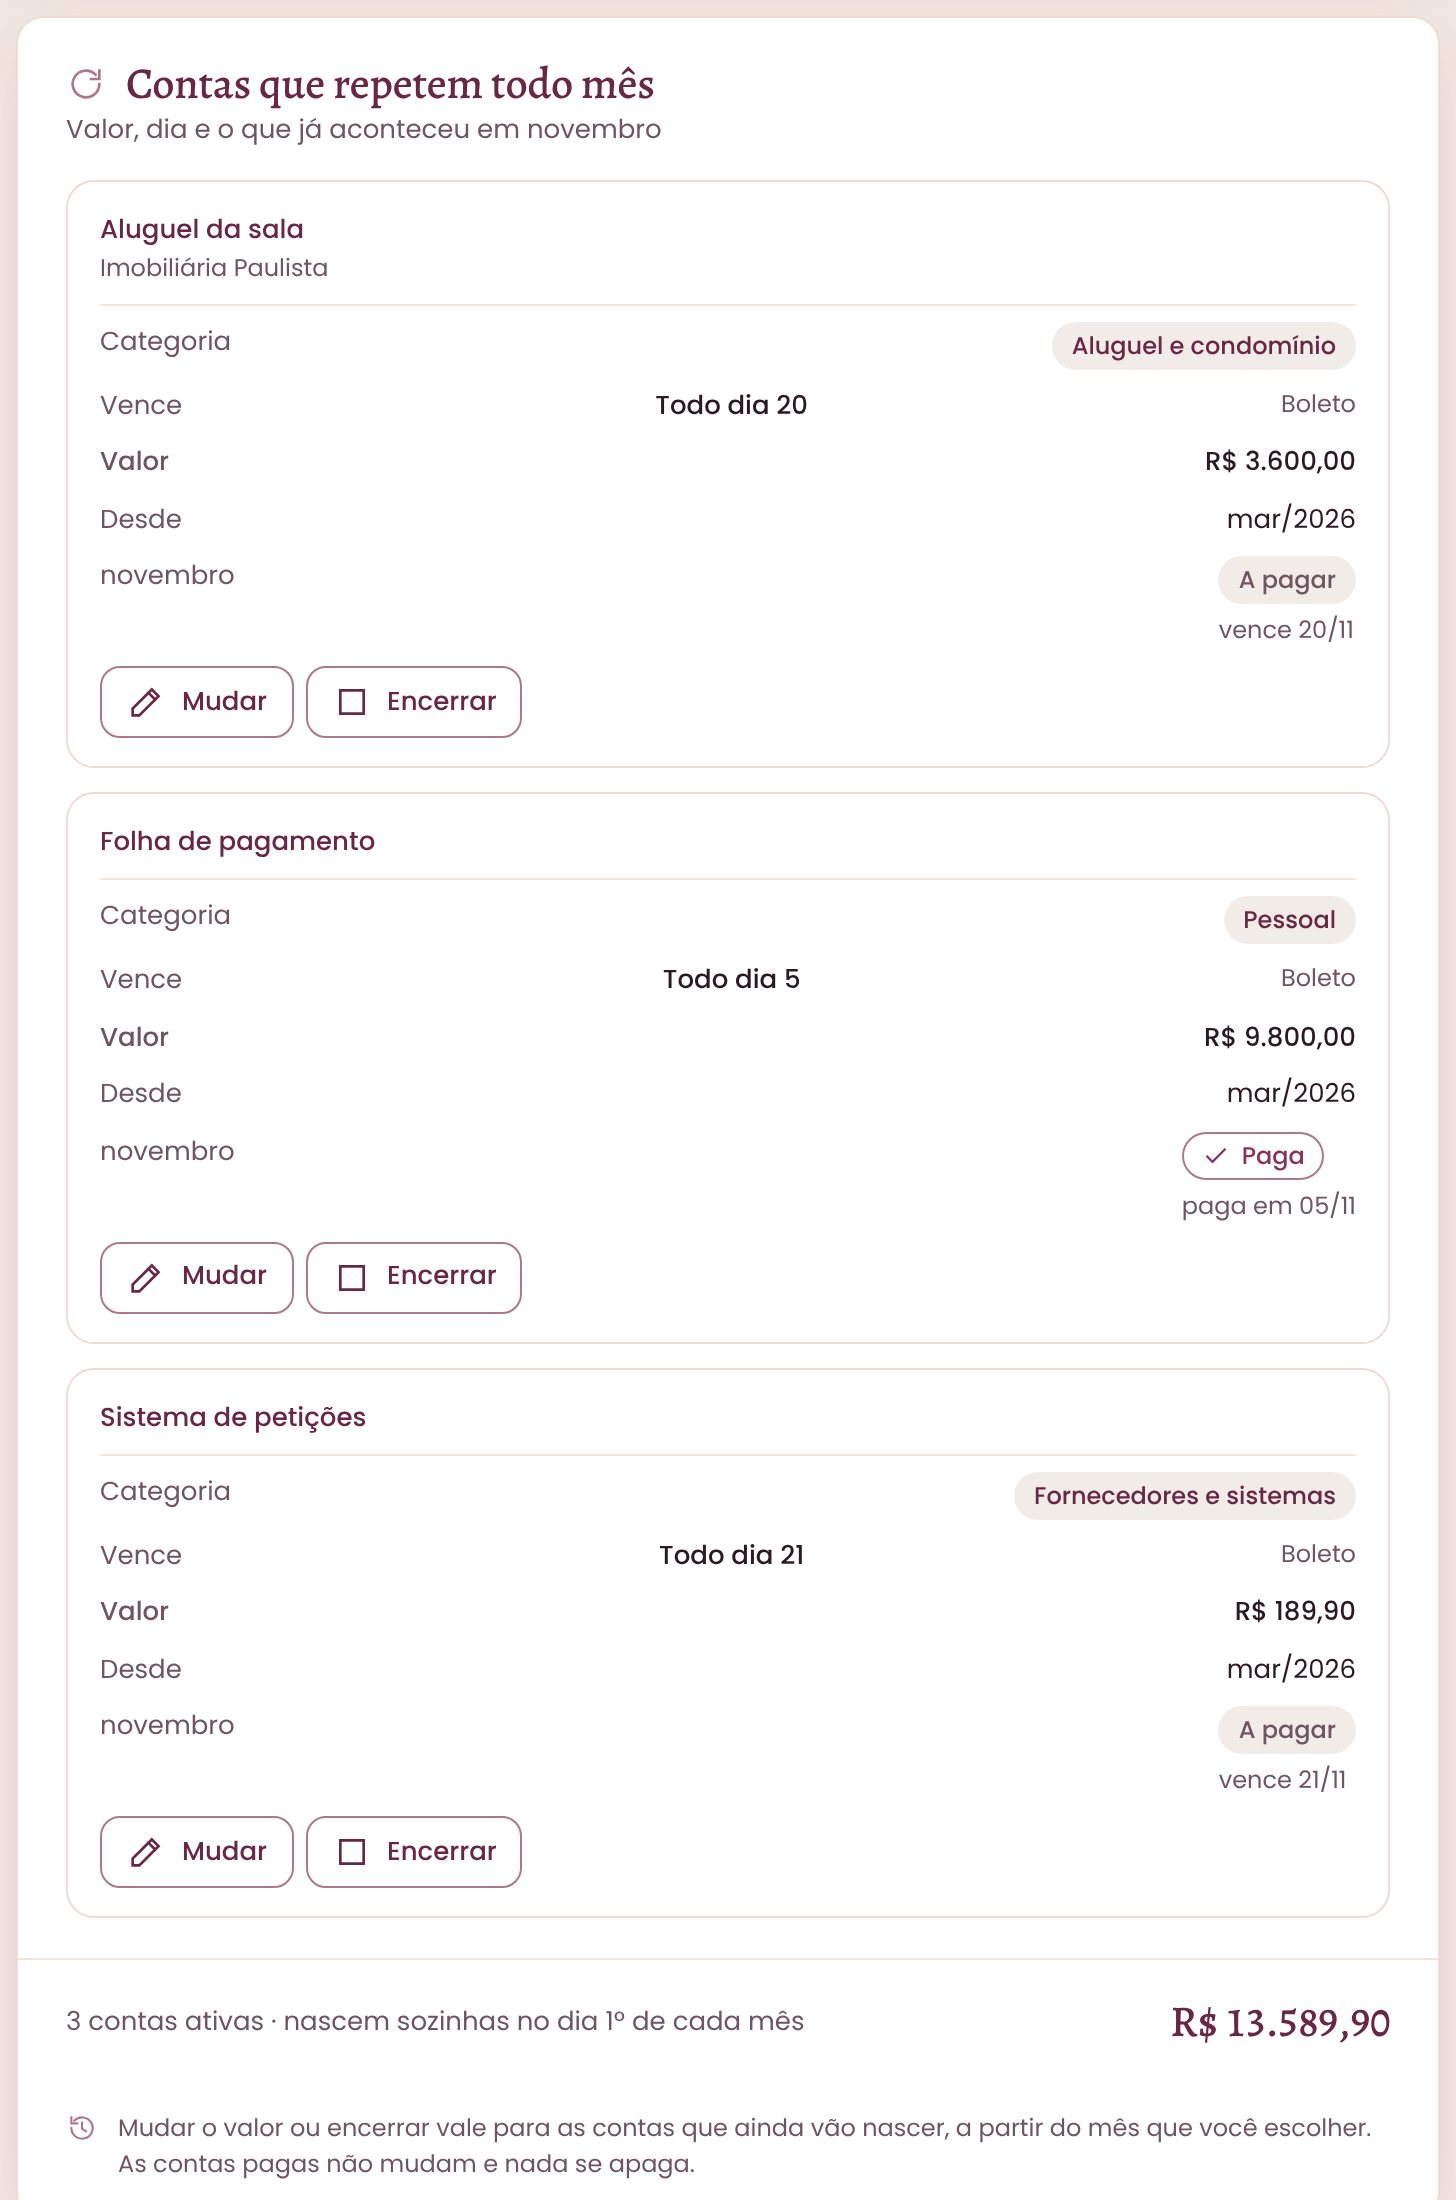 Contas que repetem todo mês
Valor, dia e o que já aconteceu em novembro
Aluguel da sala
Imobiliária Paulista
Categoria Aluguel e condomínio
Vence Todo dia 20 Boleto
Valor R$ 3.600,00
Desde mar/2026
novembro A pagar
vence 20/11
Mudar Encerrar
Folha de pagamento
Categoria Pessoal
Vence Todo dia 5 Boleto
Valor R$ 9.800,00
Desde mar/2026
novembro Paga
paga em 05/11
Mudar Encerrar
Sistema de petições
Categoria Fornecedores e sistemas
Vence Todo dia 21 Boleto
Valor R$ 189,90
Desde mar/2026
novembro A pagar
vence 21/11
Mudar Encerrar
3 contas ativas · nascem sozinhas no dia 1º de cada mês R$ 13.589,90
Mudar o valor ou encerrar vale para as contas que ainda vão nascer, a partir do mês que você escolher.
As contas pagas não mudam e nada se apaga.